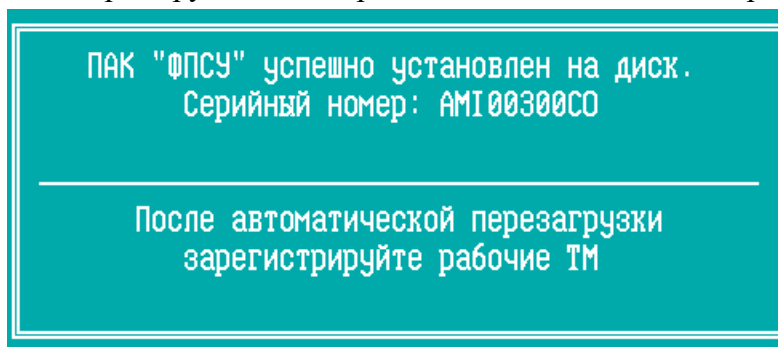 ПАК "ФПСУ" успешно установлен на диск.
Серийный номер: AMI00300CO
После автоматической перезагрузки
зарегистрируйте рабочие ТМ